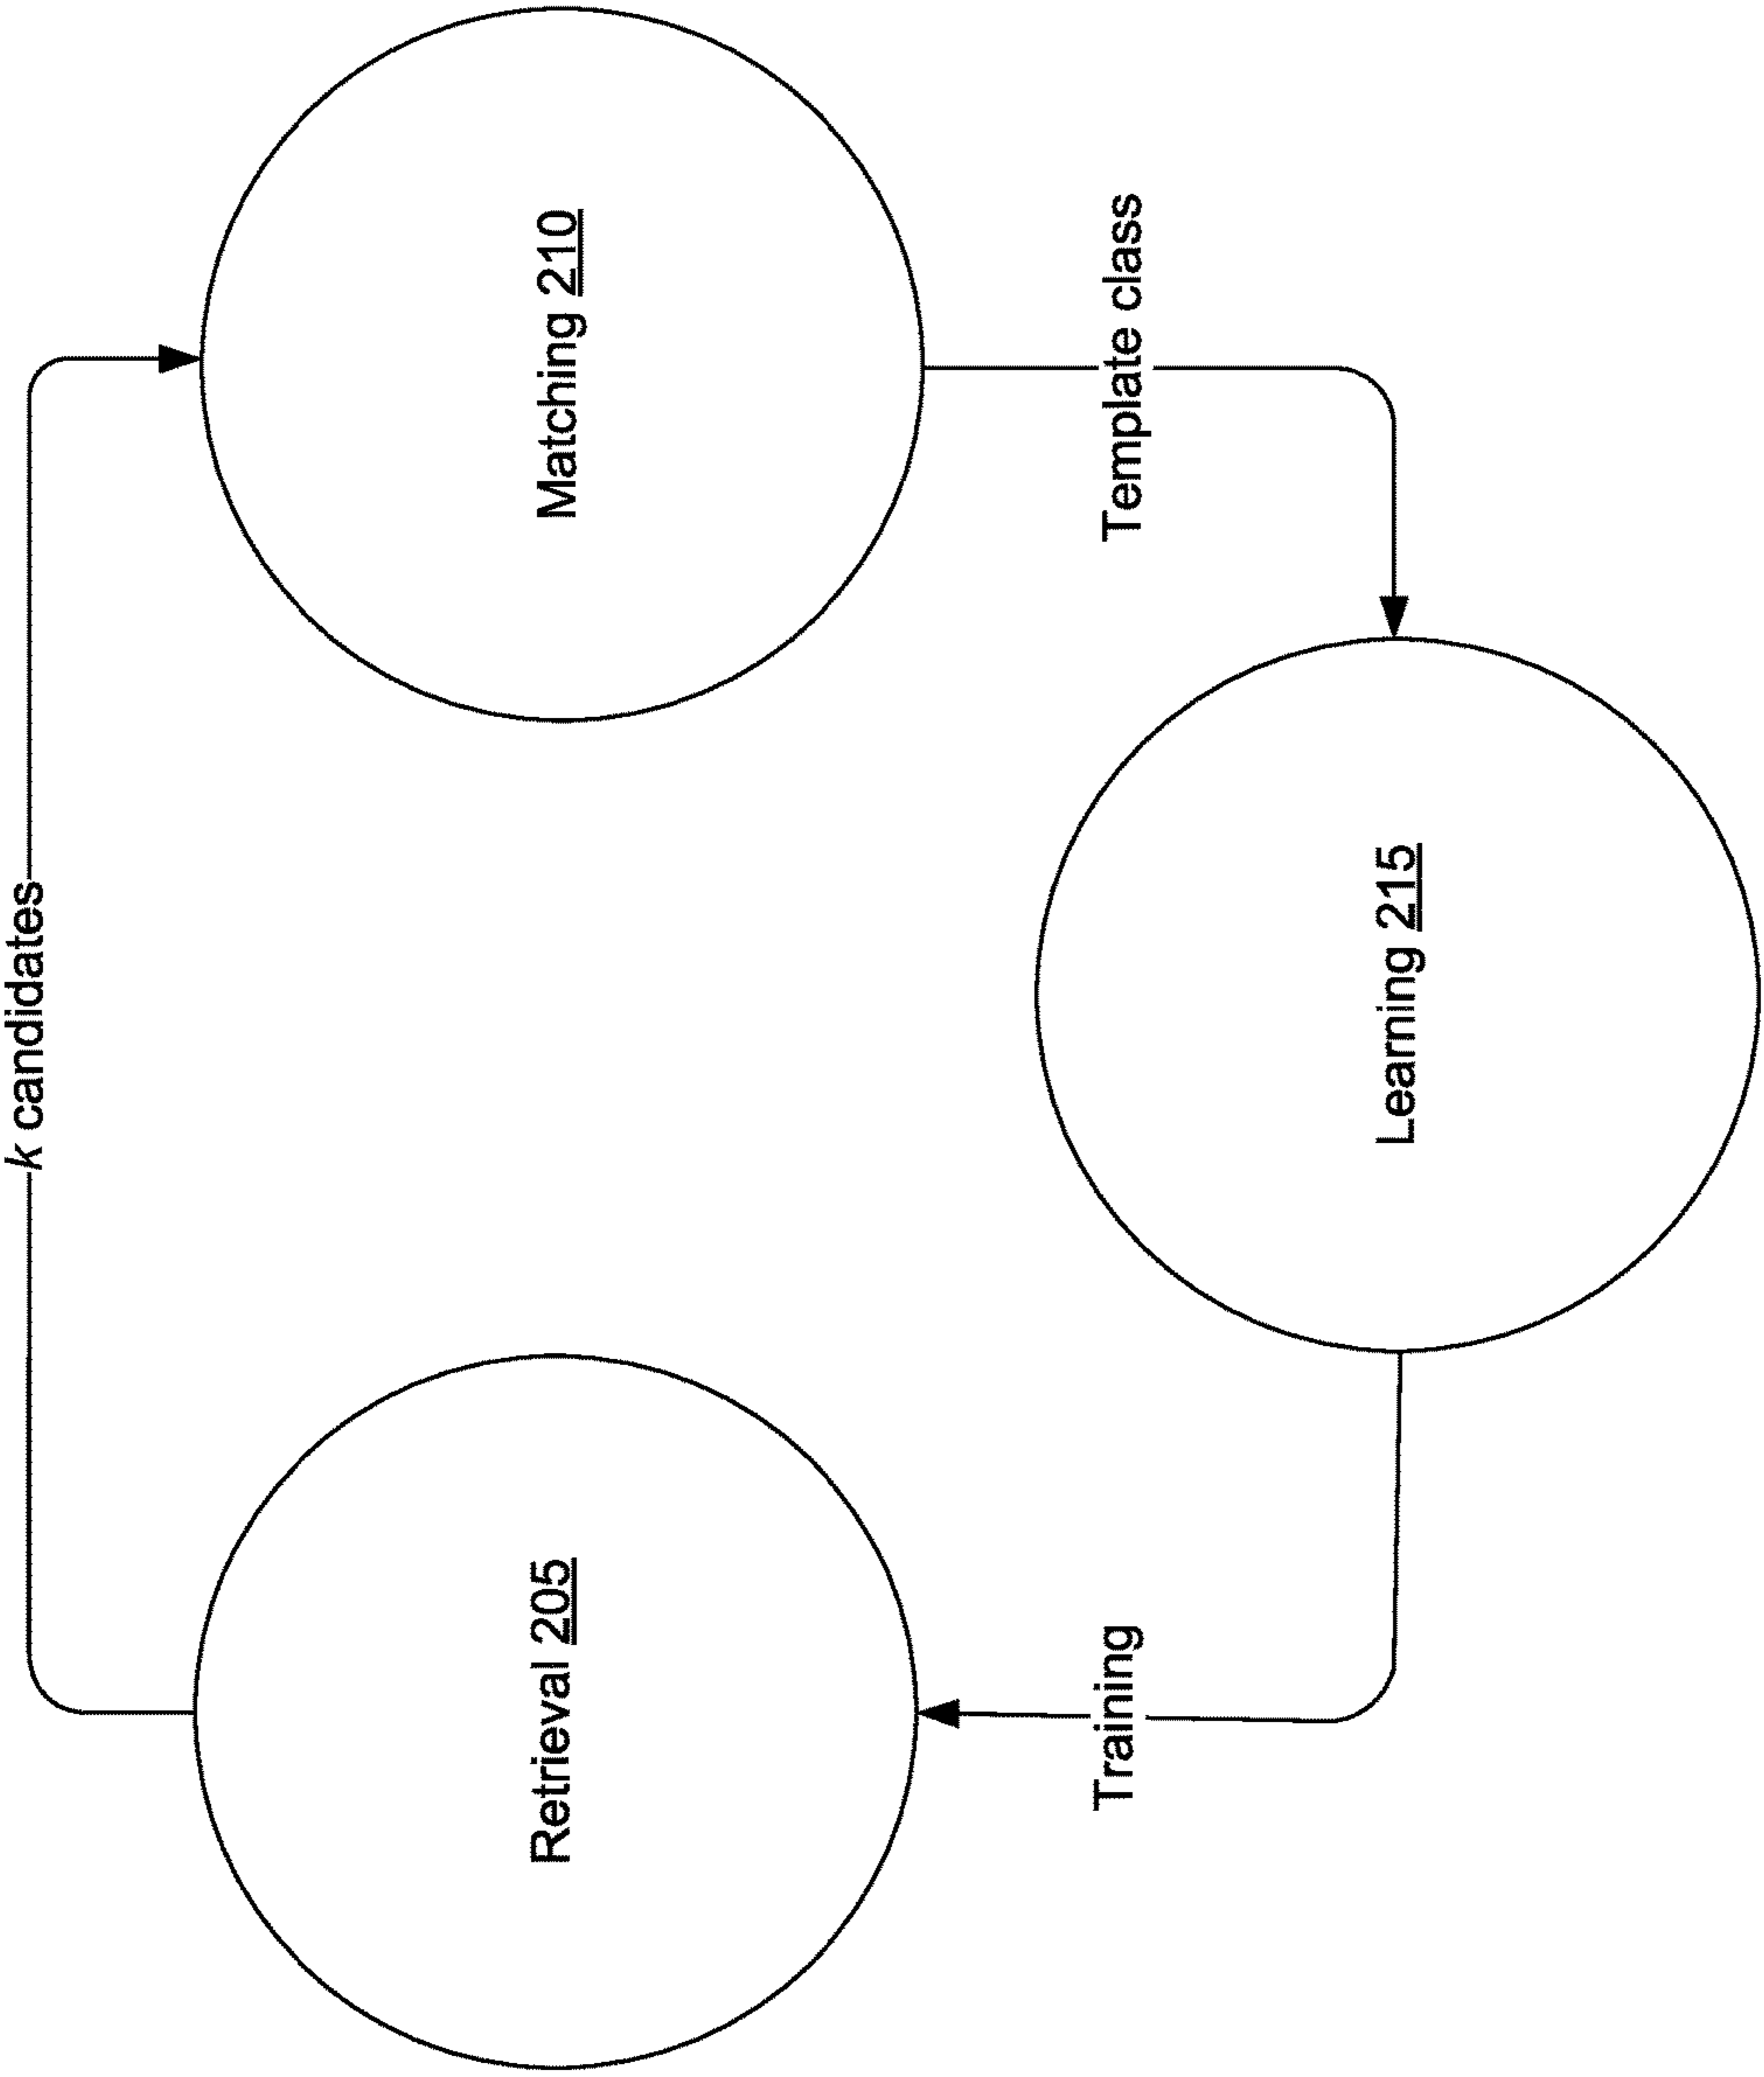 k candidates
Retrieval 205
Matching 210
Training
Template class
Learning 215